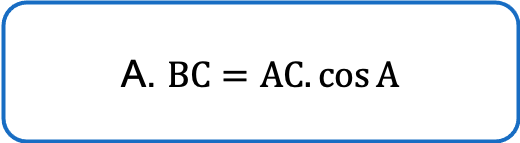 A. BC = AC. cos A